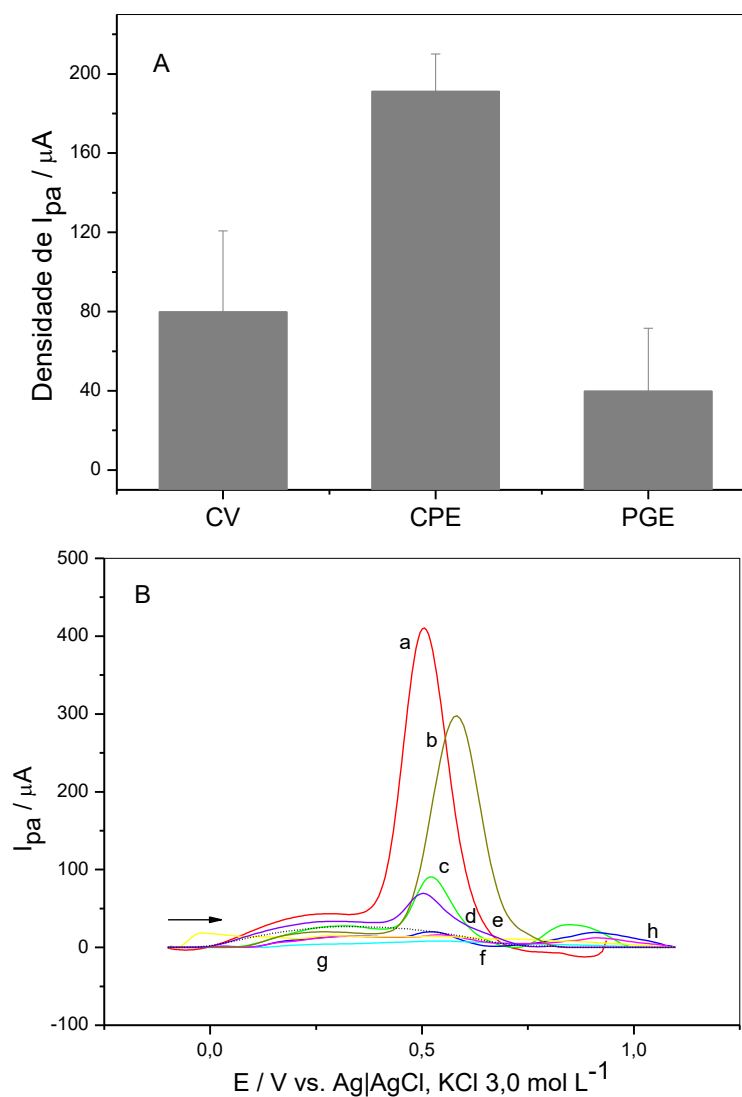 A
Densidade de Ipa / μA
200
160
120
80
40
0
CV CPE PGE
B
Ipa / μA
500
400
300
200
100
0
-100
a
b
c
d e
g f h
0,0 0,5 1,0
E / V vs. Ag|AgCl, KCl 3,0 mol L-1